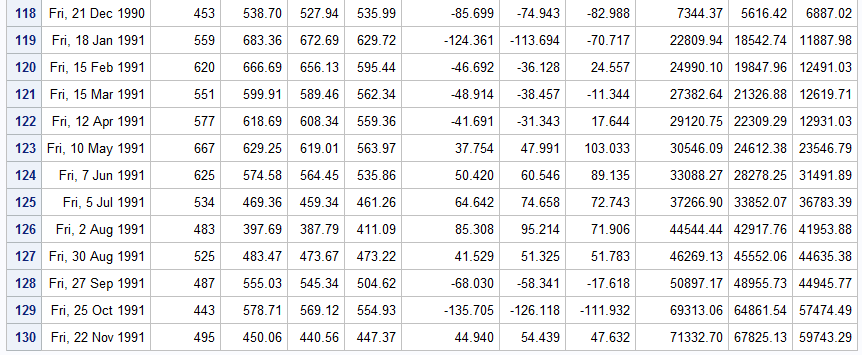 118 Fri, 21 Dec 1990 453 538.70 527.94 535.99 -85.699 -74.943 -82.988 7344.37 5616.42 6887.02
119 Fri, 18 Jan 1991 559 683.36 672.69 629.72 -124.361 -113.694 -70.717 22809.94 18542.74 11887.98
120 Fri, 15 Feb 1991 620 666.69 656.13 595.44 -46.692 -36.128 24.557 24990.10 19847.96 12491.03
121 Fri, 15 Mar 1991 551 599.91 589.46 562.34 -48.914 -38.457 -11.344 27382.64 21326.88 12619.71
122 Fri, 12 Apr 1991 577 618.69 608.34 559.36 -41.691 -31.343 17.644 29120.75 22309.29 12931.03
123 Fri, 10 May 1991 667 629.25 619.01 563.97 37.754 47.991 103.033 30546.09 24612.38 23546.79
124 Fri, 7 Jun 1991 625 574.58 564.45 535.86 50.420 60.546 89.135 33088.27 28278.25 31491.89
125 Fri, 5 Jul 1991 534 469.36 459.34 461.26 64.642 74.658 72.743 37266.90 33852.07 36783.39
126 Fri, 2 Aug 1991 483 397.69 387.79 411.09 85.308 95.214 71.906 44544.44 42917.76 41953.88
127 Fri, 30 Aug 1991 525 483.47 473.67 473.22 41.529 51.325 51.783 46269.13 45552.06 44635.38
128 Fri, 27 Sep 1991 487 555.03 545.34 504.62 -68.030 -58.341 -17.618 50897.17 48955.73 44945.77
129 Fri, 25 Oct 1991 443 578.71 569.12 554.93 -135.705 -126.118 -111.932 69313.06 64861.54 57474.49
130 Fri, 22 Nov 1991 495 450.06 440.56 447.37 44.940 54.439 47.632 71332.70 67825.13 59743.29